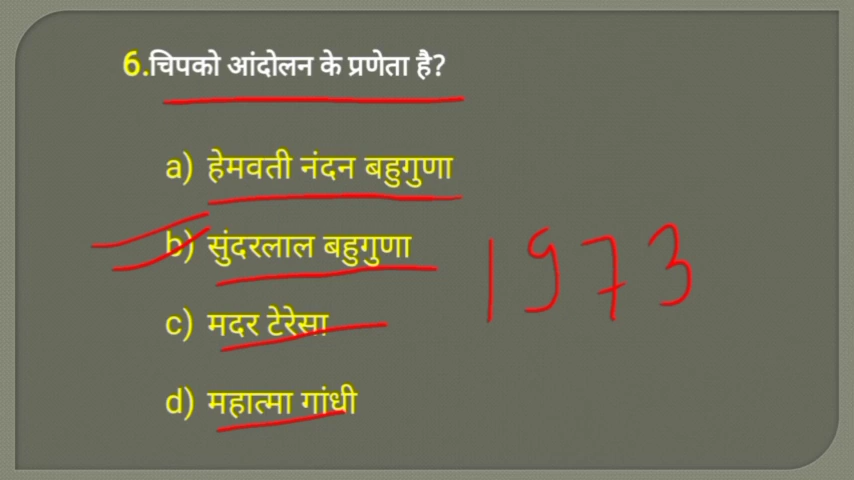 6.चिपको आंदोलन के प्रणेता है?
a) हेमवती नंदन बहुगुणा
b) सुंदरलाल बहुगुणा
1973
c) मदर टेरेसा
d) महात्मा गांधी